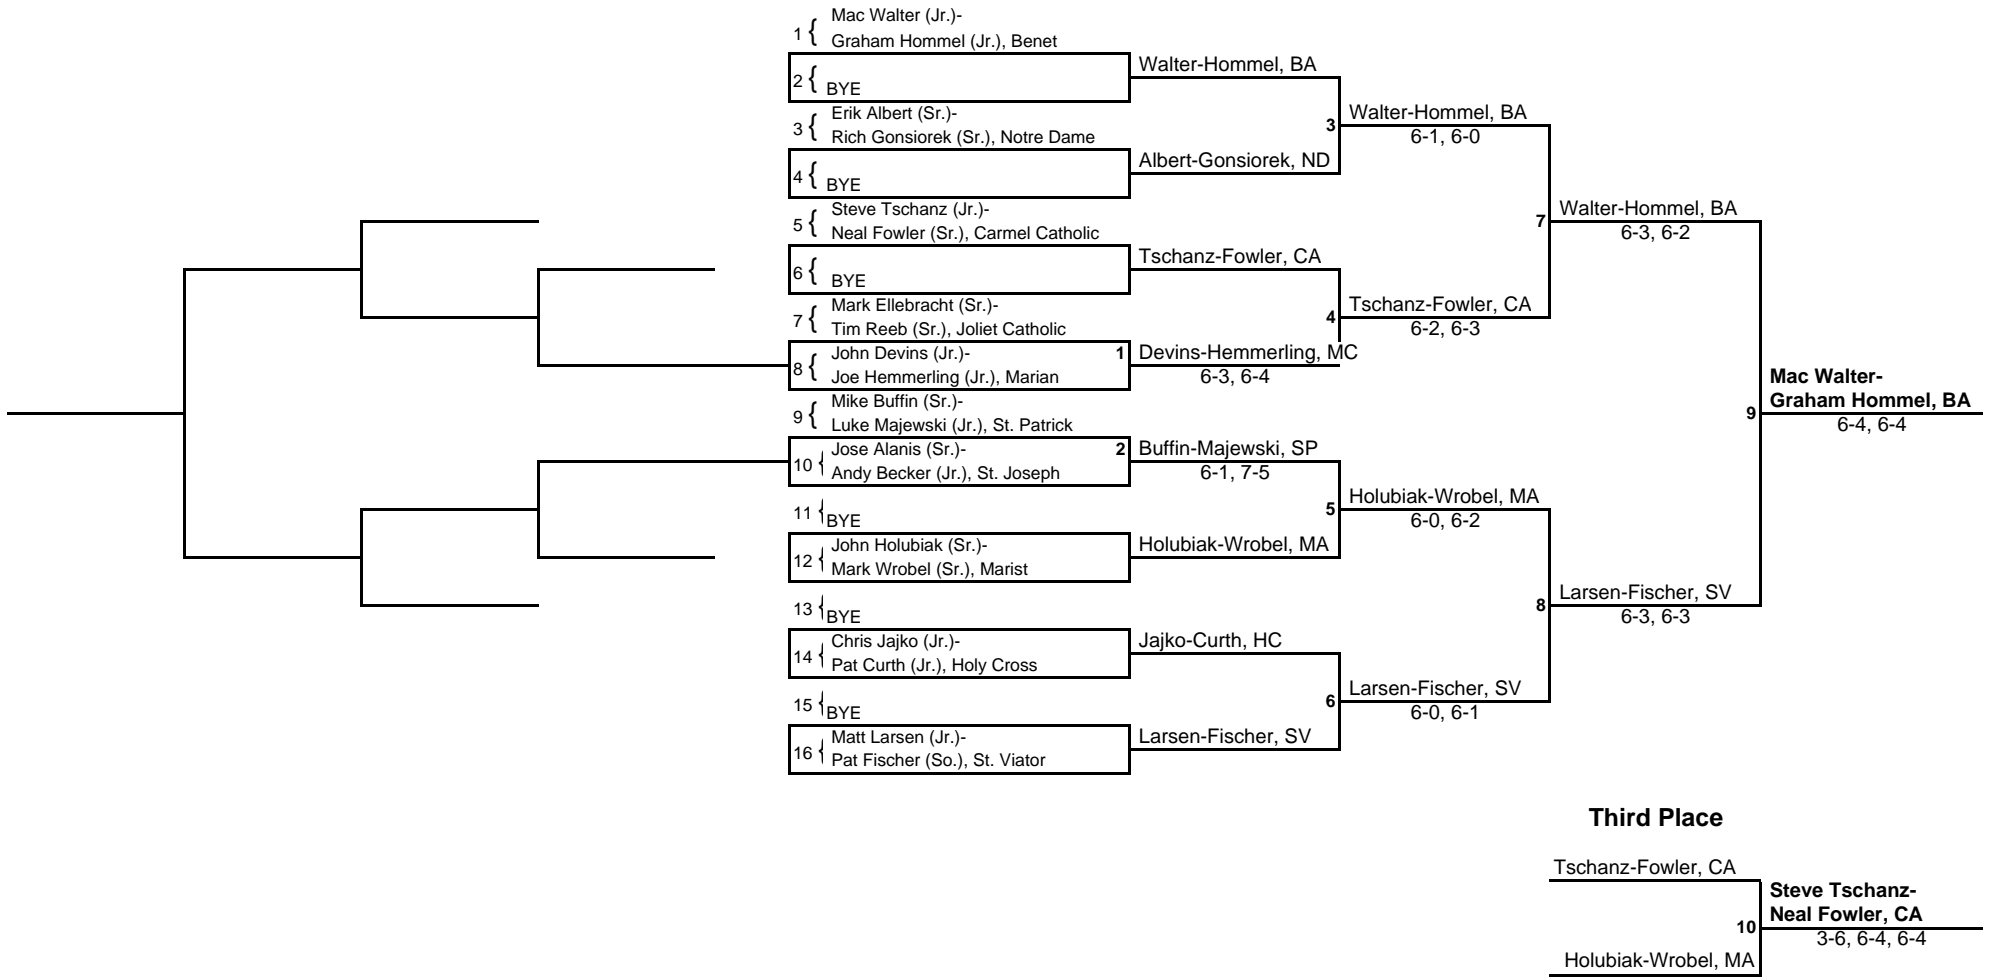 Mac Walter (Jr.)-
1 {
Graham Hommel (Jr.), Benet
2 { BYE
Erik Albert (Sr.)-
3 {
Rich Gonsiorek (Sr.), Notre Dame
4 { BYE
Steve Tschanz (Jr.)-
5 {
Neal Fowler (Sr.), Carmel Catholic
6 { BYE
Mark Ellebracht (Sr.)-
7 {
Tim Reeb (Sr.), Joliet Catholic
John Devins (Jr.)-
8 {
Joe Hemmerling (Jr.), Marian
Mike Buffin (Sr.)-
9 {
Luke Majewski (Jr.), St. Patrick
Jose Alanis (Sr.)-
10 {
Andy Becker (Jr.), St. Joseph
11 { BYE
John Holubiak (Sr.)-
12 {
Mark Wrobel (Sr.), Marist
13 { BYE
Chris Jajko (Jr.)-
14 {
Pat Curth (Jr.), Holy Cross
15 { BYE
Matt Larsen (Jr.)-
16 {
Pat Fischer (So.), St. Viator
Walter-Hommel, BA
Albert-Gonsiorek, ND
Tschanz-Fowler, CA
1 Devins-Hemmerling, MC
6-3, 6-4
2 Buffin-Majewski, SP
6-1, 7-5
Holubiak-Wrobel, MA
Jajko-Curth, HC
Larsen-Fischer, SV
3 Walter-Hommel, BA
6-1, 6-0
4 Tschanz-Fowler, CA
6-2, 6-3
5 Holubiak-Wrobel, MA
6-0, 6-2
6 Larsen-Fischer, SV
6-0, 6-1
7 Walter-Hommel, BA
6-3, 6-2
8 Larsen-Fischer, SV
6-3, 6-3
Mac Walter-
9 Graham Hommel, BA
6-4, 6-4
Third Place
Tschanz-Fowler, CA
Holubiak-Wrobel, MA
Steve Tschanz-
10 Neal Fowler, CA
3-6, 6-4, 6-4